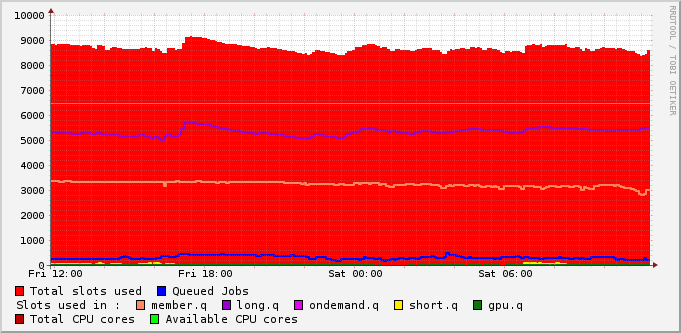 10000
9000
8000
7000
6000
5000
4000
3000
2000
1000
0
Fri 12:00 Fri 18:00 Sat 00:00 Sat 06:00
Total slots used Queued Jobs
Slots used in : member.q long.q ondemand.q short.q gpu.q
Total CPU cores Available CPU cores
RRDTOOL / TOBI OETIKER